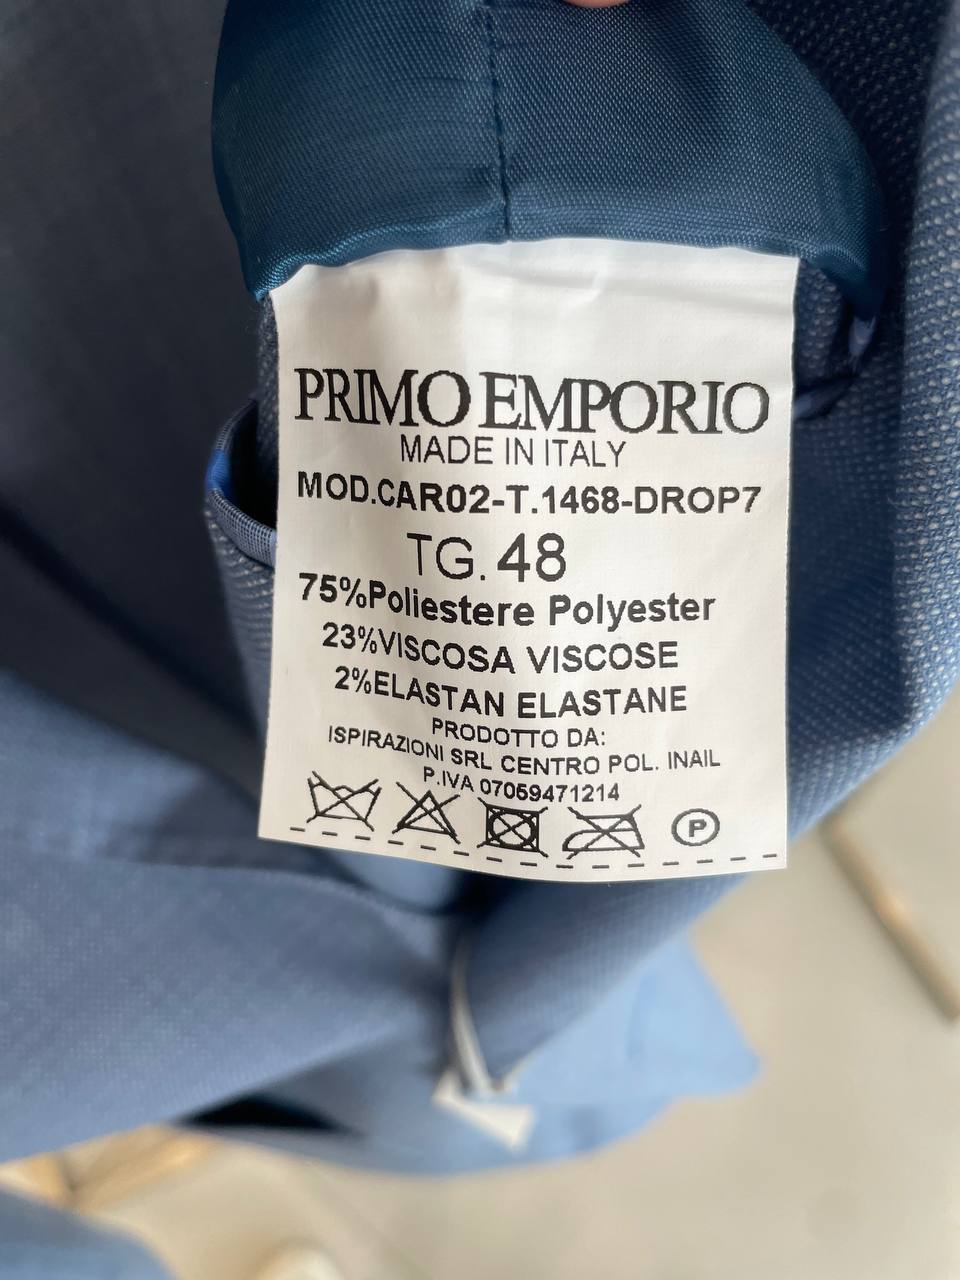 PRIMO EMPORIO
MADE IN ITALY
MOD.CAR02-T.1468-DROP7
TG. 48
75%Poliestere Polyester
23%VISCOSA VISCOSE
2%ELASTAN ELASTANE
PRODOTTO DA:
ISPIRAZIONI SRL CENTRO POL. INAIL
P.IVA 07059471214
P